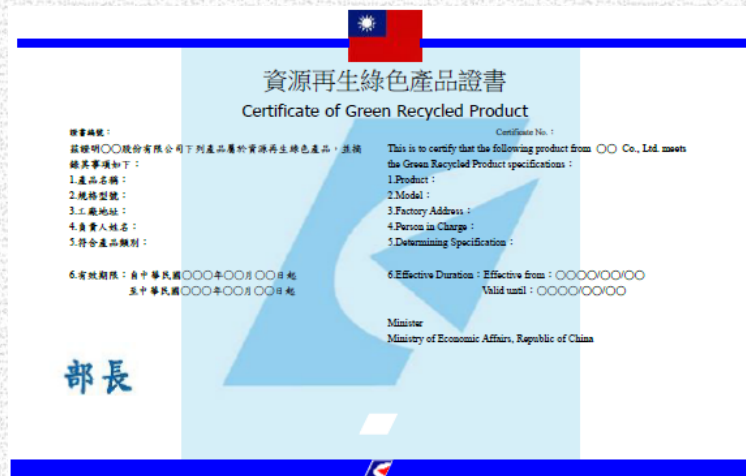 資源再生綠色產品證書
Certificate of Green Recycled Product
證書編號：
茲證明〇〇股份有限公司下列產品屬於資源再生綠色產品，並摘
錄其事項如下：
1.產品名稱：
2.規格型號：
3.工廠地址：
4.負責人姓名：
5.符合產品類別：
6.有效期限：自中華民國〇〇〇年〇〇月〇〇日起
至中華民國〇〇〇年〇〇月〇〇日起
部長
Certificate No.：
This is to certify that the following product from 〇〇 Co., Ltd. meets
the Green Recycled Product specifications：
1.Product：
2.Model：
3.Factory Address：
4.Person in Charge：
5.Determining Specification：
6.Effective Duration：Effective from：〇〇〇〇/〇〇/〇〇
Valid until：〇〇〇〇/〇〇/〇〇
Minister
Ministry of Economic Affairs, Republic of China